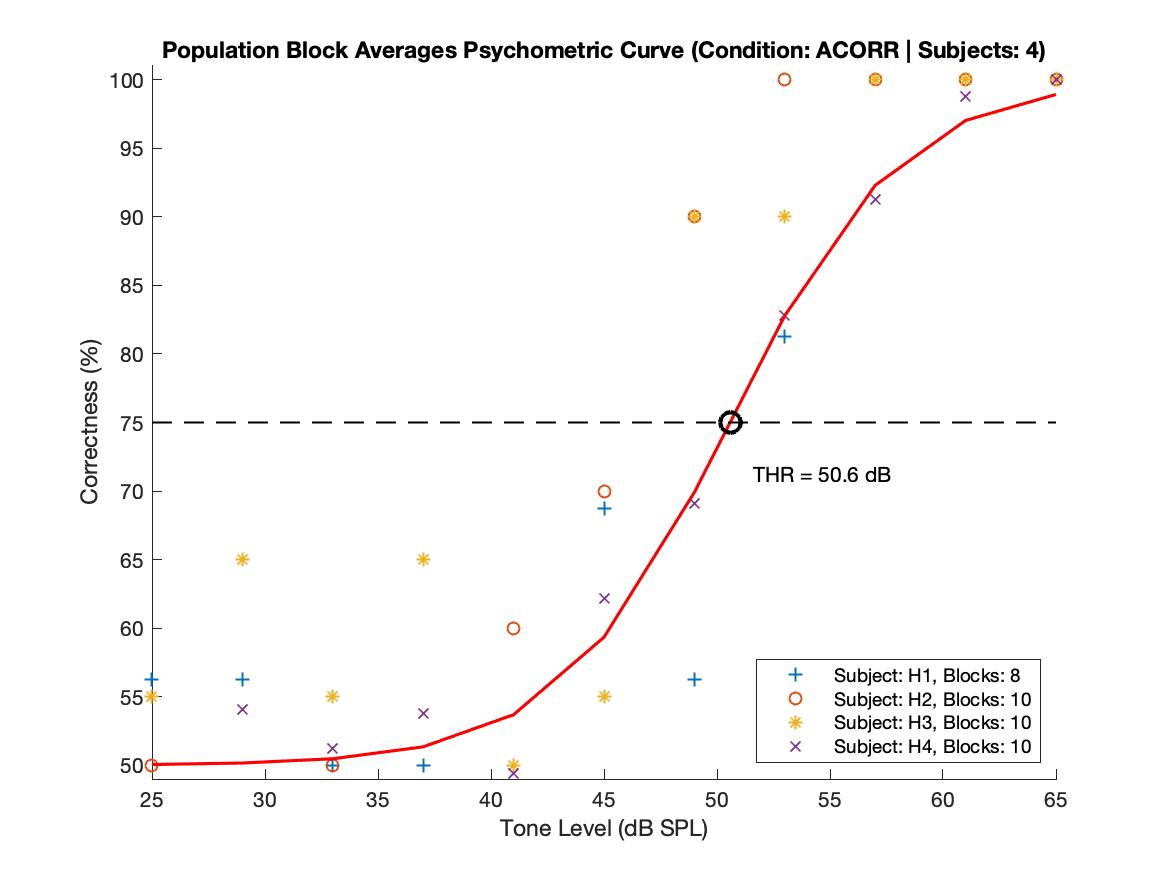 Population Block Averages Psychometric Curve (Condition: ACORR | Subjects: 4)
100
95
90
85
80
75
70
65
60
55
50
Correctness (%)
THR = 50.6 dB
Subject: H1, Blocks: 8
Subject: H2, Blocks: 10
Subject: H3, Blocks: 10
Subject: H4, Blocks: 10
25 30 35 40 45 50 55 60 65
Tone Level (dB SPL)